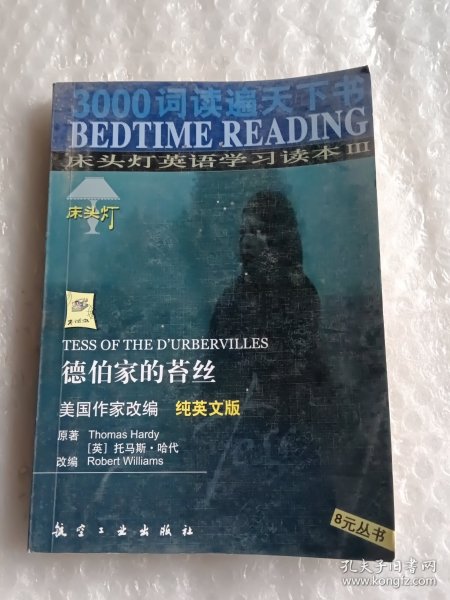 3000词读遍天下书
BEDTIME READING
床头灯英语学习读本III
床头灯
TESS OF THE D'URBERVILLES
德伯家的苔丝
美国作家改编 纯英文版
原著 Thomas Hardy
[英] 托马斯·哈代
改编 Robert Williams
航空工业出版社
8元丛书
孔夫子旧书网
www.kongfz.com